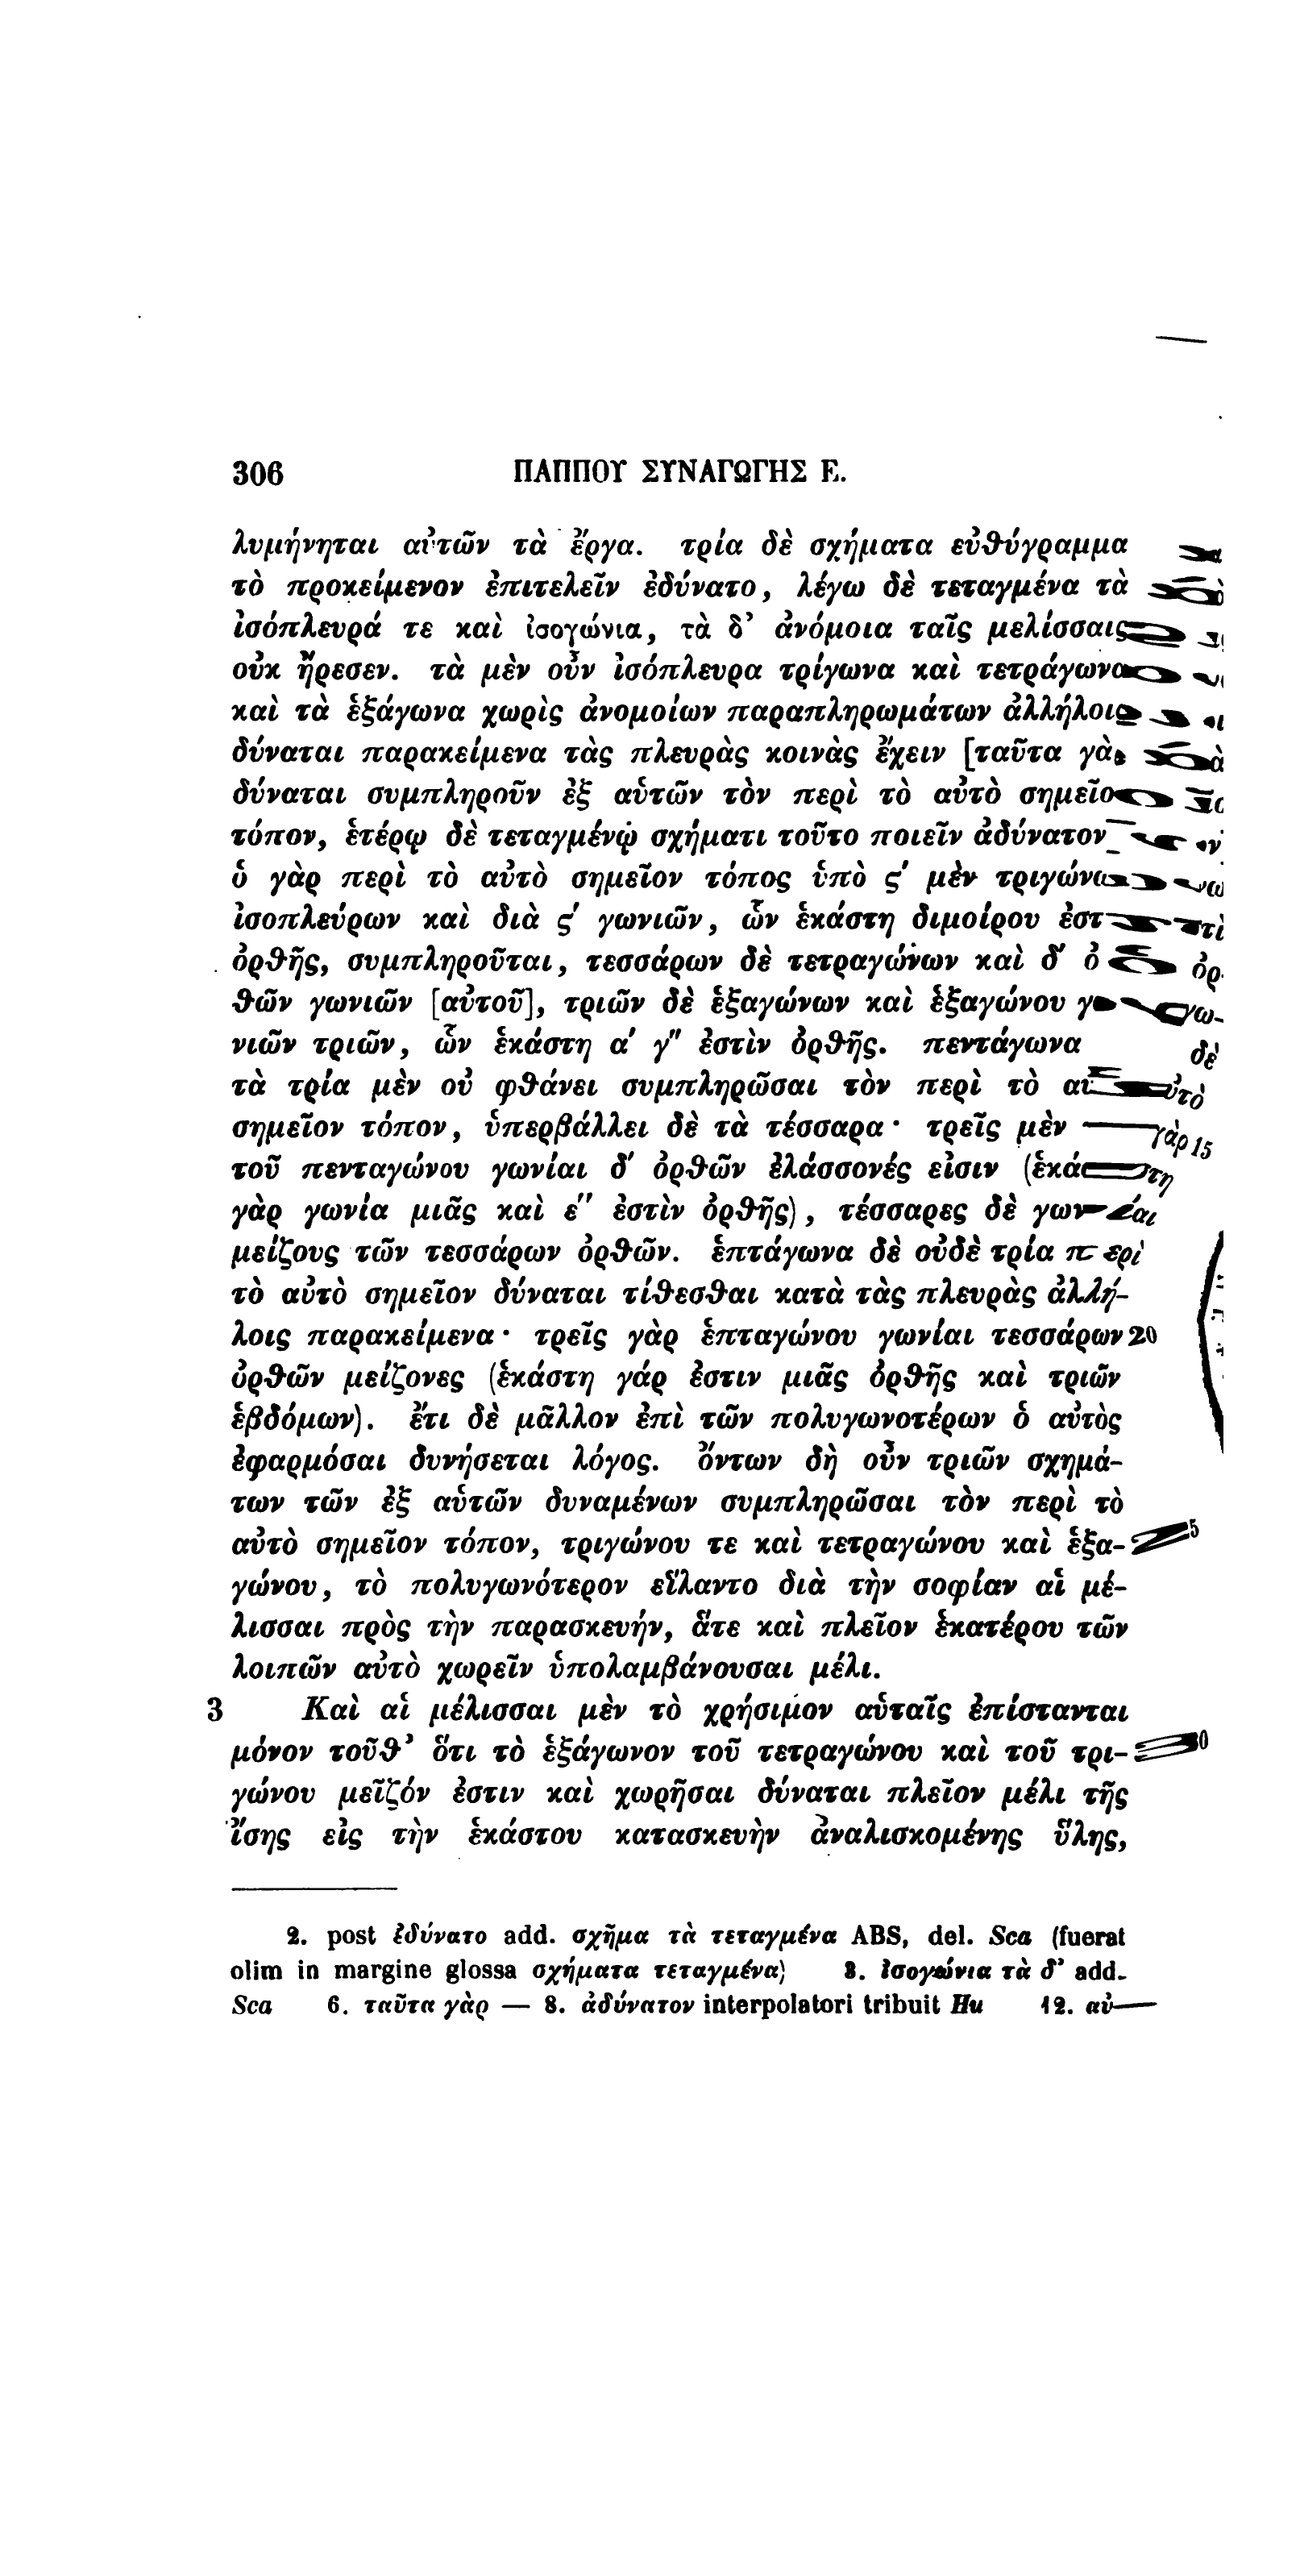 306 ΠΑΠΠΟΥ ΣΥΝΑΓΩΓΗΣ Ε.
λυμήνηται αὐτῶν τὰ ἔργα. τρία δὲ σχήματα εὐθύγραμμα
τὸ προκείμενον ἐπιτελεῖν ἐδύνατο, λέγω δὲ τεταγμένα τὰ
ἰσόπλευρά τε καὶ ἰσογώνια, τὰ δ' ἀνόμοια ταῖς μελίσσαις
οὐκ ἤρεσεν. τὰ μὲν οὖν ἰσόπλευρα τρίγωνα καὶ τετράγωνα
καὶ τὰ ἑξάγωνα χωρὶς ἀνομοίων παραπληρωμάτων ἀλλήλοις
δύναται παρακείμενα τὰς πλευρὰς κοινὰς ἔχειν [ταῦτα γὰρ
δύναται συμπληροῦν ἐξ αὑτῶν τὸν περὶ τὸ αὐτὸ σημεῖον
τόπον, ἑτέρῳ δὲ τεταγμένῳ σχήματι τοῦτο ποιεῖν ἀδύνατον
ὁ γὰρ περὶ τὸ αὐτὸ σημεῖον τόπος ὑπὸ ϛ' μὲν τριγώνων
ἰσοπλεύρων καὶ διὰ ϛ' γωνιῶν, ὧν ἑκάστη διμοίρου ἐστὶ
ὀρθῆς, συμπληροῦται, τεσσάρων δὲ τετραγώνων καὶ δ' ὀρ-
θῶν γωνιῶν [αὐτοῦ], τριῶν δὲ ἑξαγώνων καὶ ἑξαγώνου γω-
νιῶν τριῶν, ὧν ἑκάστη α' γ" ἐστὶν ὀρθῆς. πεντάγωνα δὲ
τὰ τρία μὲν οὐ φθάνει συμπληρῶσαι τὸν περὶ τὸ αὐτὸ
σημεῖον τόπον, ὑπερβάλλει δὲ τὰ τέσσαρα· τρεῖς μὲν γὰρ 15
τοῦ πενταγώνου γωνίαι δ' ὀρθῶν ἐλάσσονές εἰσιν (ἑκάστη
γὰρ γωνία μιᾶς καὶ ε" ἐστὶν ὀρθῆς), τέσσαρες δὲ γωνίαι
μείζους τῶν τεσσάρων ὀρθῶν. ἑπτάγωνα δὲ οὐδὲ τρία περὶ
τὸ αὐτὸ σημεῖον δύναται τίθεσθαι κατὰ τὰς πλευρὰς ἀλλή-
λοις παρακείμενα· τρεῖς γὰρ ἑπταγώνου γωνίαι τεσσάρων 20
ὀρθῶν μείζονες (ἑκάστη γάρ ἐστιν μιᾶς ὀρθῆς καὶ τριῶν
ἑβδόμων). ἔτι δὲ μᾶλλον ἐπὶ τῶν πολυγωνοτέρων ὁ αὐτὸς
ἐφαρμόσαι δυνήσεται λόγος. ὄντων δὴ οὖν τριῶν σχημά-
των τῶν ἐξ αὑτῶν δυναμένων συμπληρῶσαι τὸν περὶ τὸ
αὐτὸ σημεῖον τόπον, τριγώνου τε καὶ τετραγώνου καὶ ἑξα- 5
γώνου, τὸ πολυγωνότερον εἵλαντο διὰ τὴν σοφίαν αἱ μέ-
λισσαι πρὸς τὴν παρασκευήν, ἅτε καὶ πλεῖον ἑκατέρου τῶν
λοιπῶν αὐτὸ χωρεῖν ὑπολαμβάνουσαι μέλι.
3 Καὶ αἱ μέλισσαι μὲν τὸ χρήσιμον αὑταῖς ἐπίστανται
μόνον τοῦθ' ὅτι τὸ ἑξάγωνον τοῦ τετραγώνου καὶ τοῦ τρι- 0
γώνου μεῖζόν ἐστιν καὶ χωρῆσαι δύναται πλεῖον μέλι τῆς
ἴσης εἰς τὴν ἑκάστου κατασκευὴν ἀναλισκομένης ὕλης,
2. post ἐδύνατο add. σχῆμα τὰ τεταγμένα ABS, del. Sca (fuerat
olim in margine glossa σχήματα τεταγμένα) 3. ἰσογώνια τὰ δ' add.
Sca 6. ταῦτα γὰρ — 8. ἀδύνατον interpolatori tribuit Hu 12. αὐ